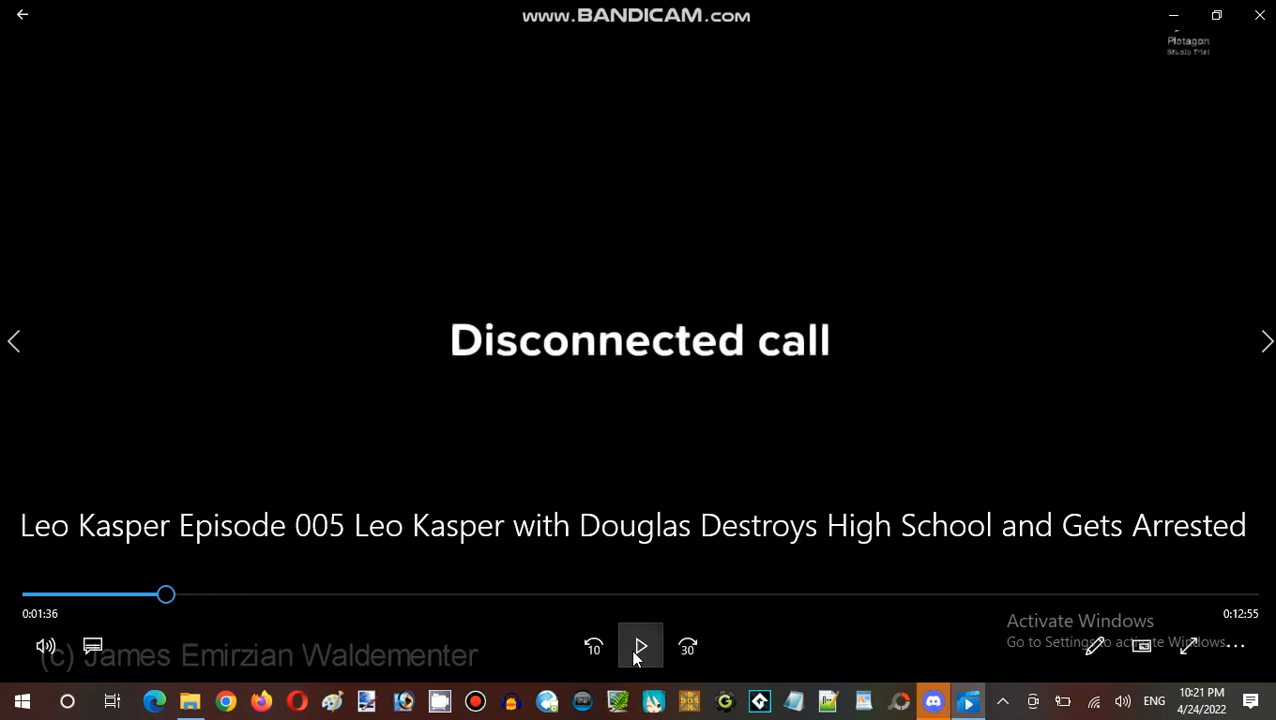 www.BANDICAM.com
Plotagon
Studio Trial
Disconnected call
Leo Kasper Episode 005 Leo Kasper with Douglas Destroys High School and Gets Arrested
0:01:36
0:12:55
Activate Windows
Go to Settings to activate Windows.
10
30
(c) James Emirzian Waldementer
ENG
10:21 PM
4/24/2022